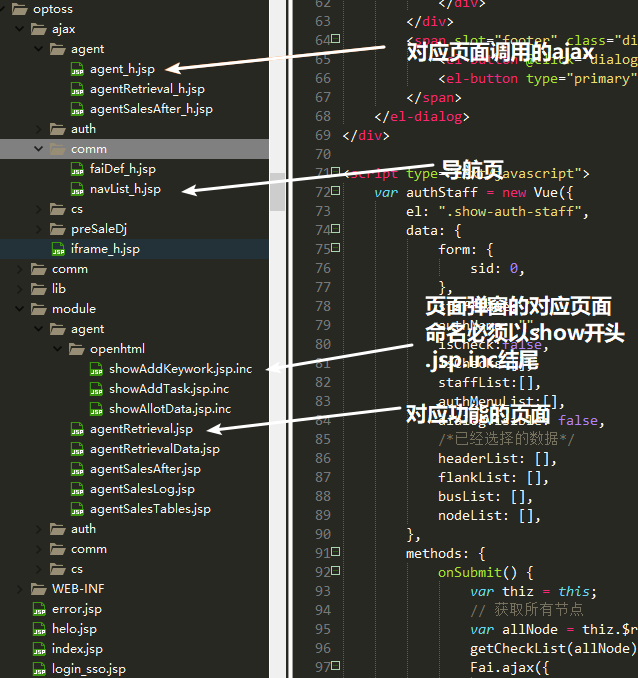 optoss
ajax
agent
agent_h.jsp
agentRetrieval_h.jsp
agentSalesAfter_h.jsp
auth
comm
faiDef_h.jsp
navList_h.jsp
cs
preSaleDj
iframe_h.jsp
comm
lib
module
agent
openhtml
showAddKeywork.jsp.inc
showAddTask.jsp.inc
showAllotData.jsp.inc
agentRetrieval.jsp
agentRetrievalData.jsp
agentSalesAfter.jsp
agentSalesLog.jsp
agentSalesTables.jsp
auth
comm
cs
WEB-INF
error.jsp
helo.jsp
index.jsp
login_sso.jsp
对应页面调用的ajax
导航页
页面弹窗的对应页面
命名必须以show开头
.jsp.inc结尾
对应功能的页面
62 </div>
63 </div>
64 <span slot="footer" class="di
65
66 <el-button type="primary"
67 </span>
68 </el-dialog>
69 </div>
70
71
72 var authStaff = new Vue({
73 el: ".show-auth-staff",
74 data: {
75 form: {
76 sid: 0,
77 },
78
79
80 isCheck:false,
81
82 staffList:[],
83 authMenuList:[],
84 false,
85 /*已经选择的数据*/
86 headerList: [],
87 flankList: [],
88 busList: [],
89 nodeList: [],
90 },
91 methods: {
92 onSubmit() {
93 var thiz = this;
94 // 获取所有节点
95 var allNode = thiz.$r
96 getCheckList(allNode)
97 Fai.ajax({